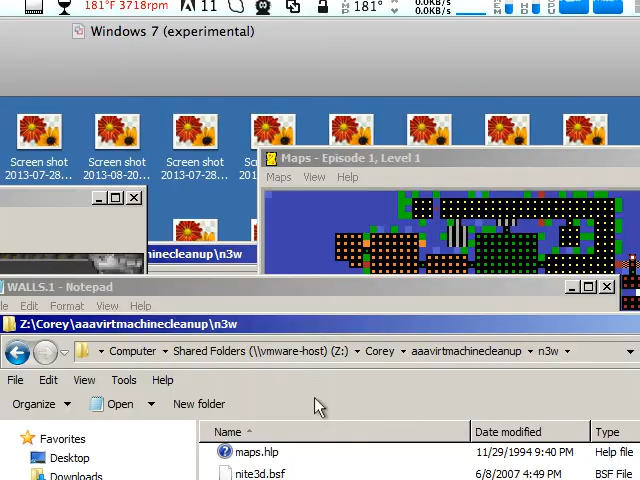 181°F 3718rpm
11
181°
0.0KB/s
0.0KB/s
Windows 7 (experimental)
Screen shot
2013-07-28...
Screen shot
2013-08-20...
Screen shot
2013-07-28...
Maps - Episode 1, Level 1
Maps View Help
inecleanup\n3w
WALLS.1 - Notepad
Edit Format View Help
Z:\Corey\aaavirtmachinecleanup\n3w
Computer Shared Folders (\\vmware-host) (Z:) Corey aaavirtmachinecleanup n3w
File Edit View Tools Help
Organize Open New folder
Name Date modified Type
Favorites
maps.hlp 11/29/1994 9:40 PM Help file
Desktop
nite3d.bsf 6/8/2007 4:49 PM BSF File
Downloads